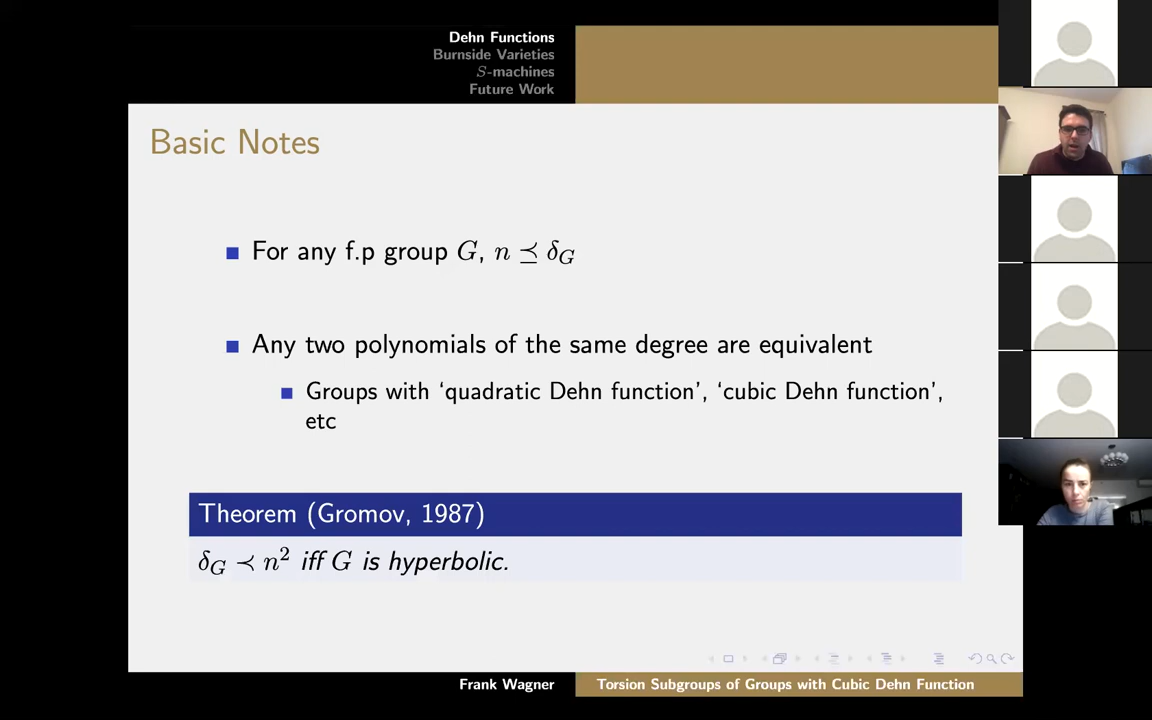 Dehn Functions
Burnside Varieties
S-machines
Future Work
Basic Notes
For any f.p group G, n ⪯ δ_G
Any two polynomials of the same degree are equivalent
Groups with ‘quadratic Dehn function’, ‘cubic Dehn function’,
etc
Theorem (Gromov, 1987)
δ_G ≺ n² iff G is hyperbolic.
Frank Wagner
Torsion Subgroups of Groups with Cubic Dehn Function